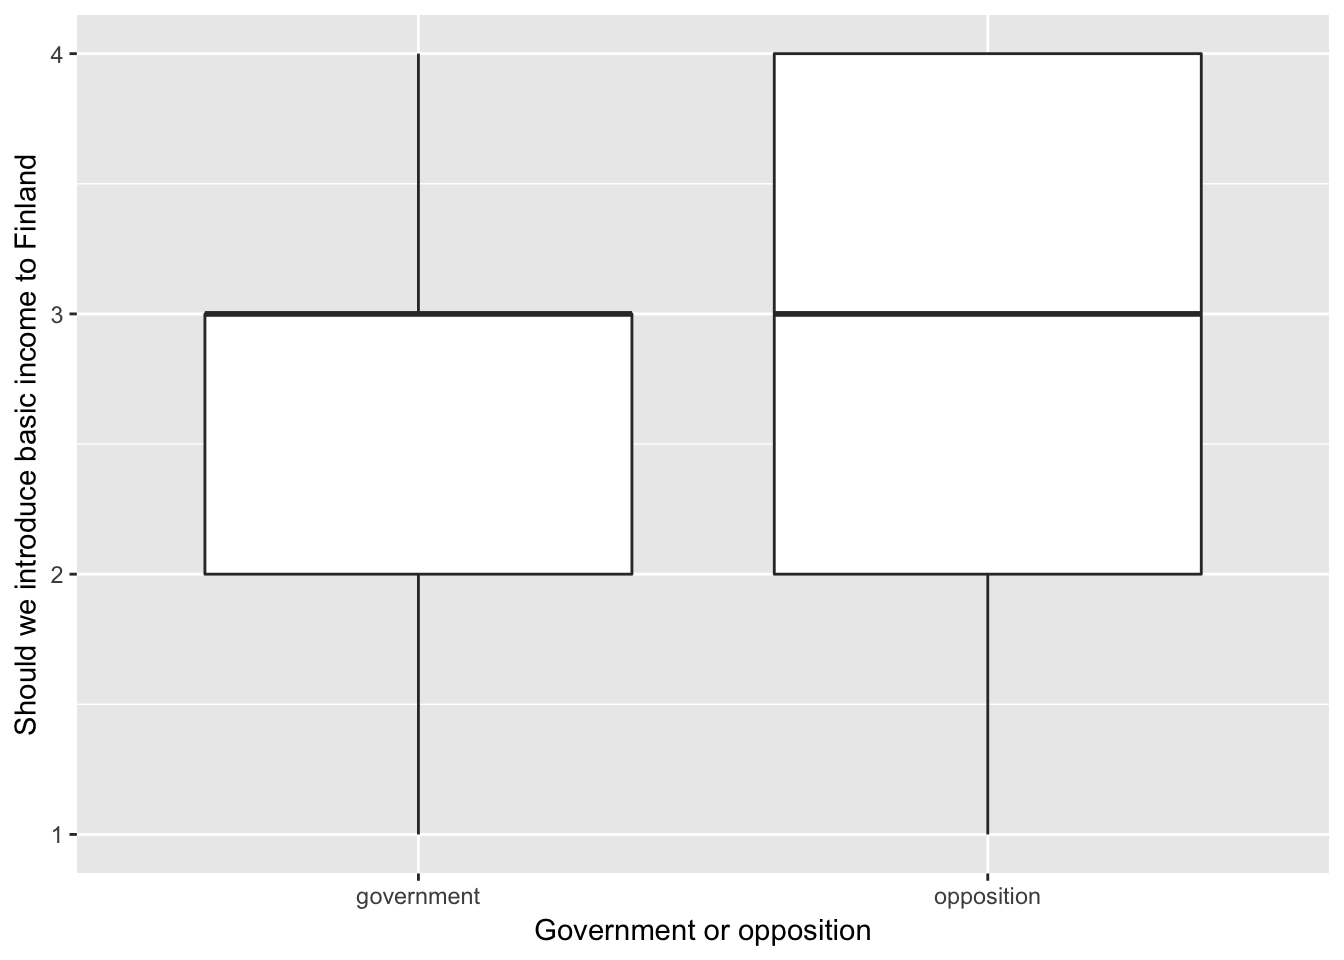 Should we introduce basic income to Finland
4
3
2
1
government
opposition
Government or opposition